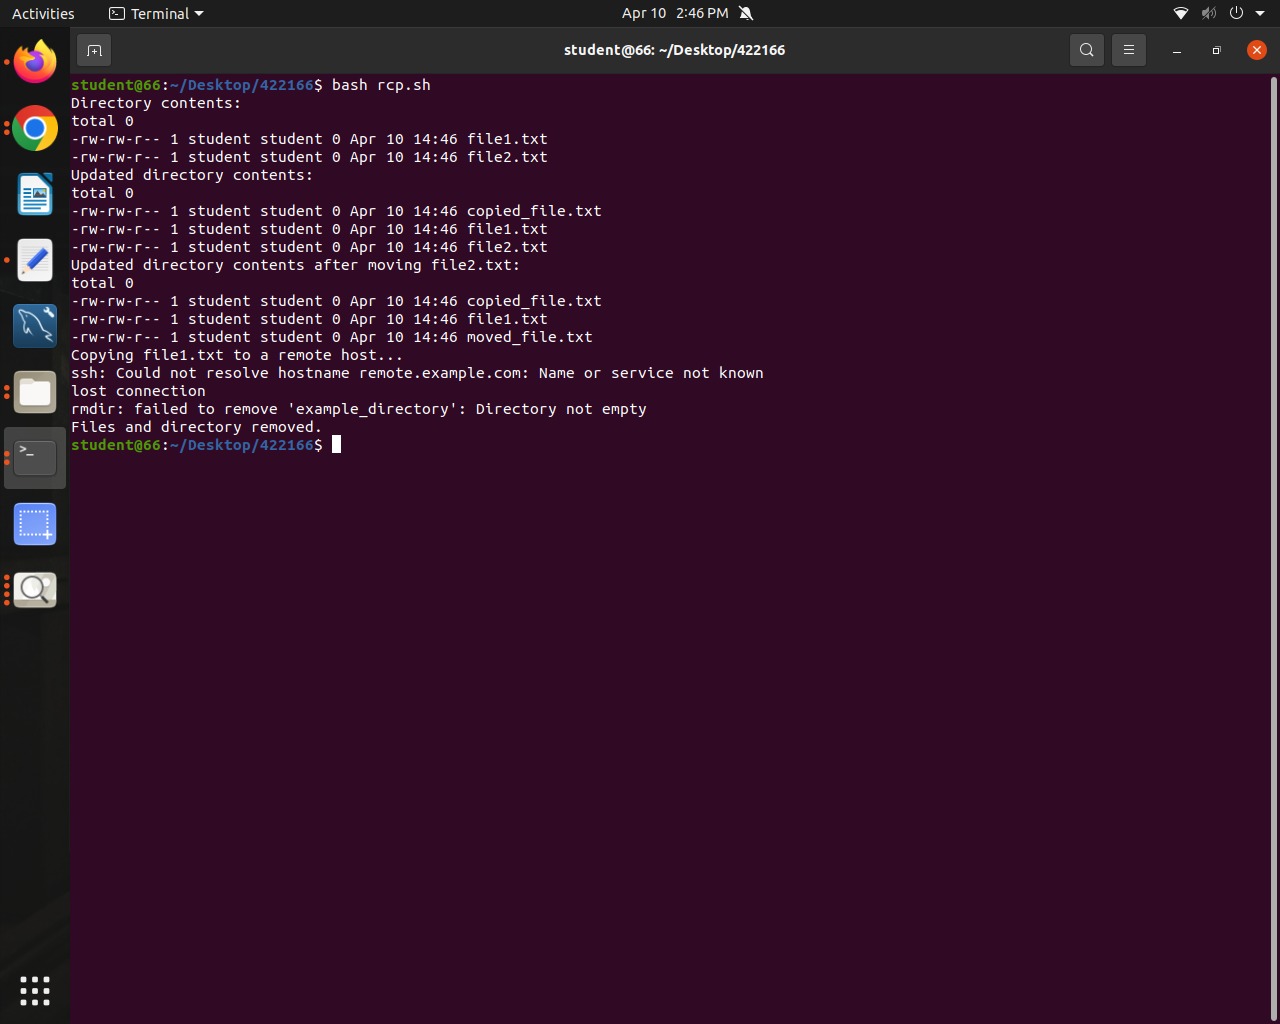 Activities
Terminal
Apr 10 2:46 PM
student@66: ~/Desktop/422166
student@66:~/Desktop/422166$ bash rcp.sh
Directory contents:
total 0
-rw-rw-r-- 1 student student 0 Apr 10 14:46 file1.txt
-rw-rw-r-- 1 student student 0 Apr 10 14:46 file2.txt
Updated directory contents:
total 0
-rw-rw-r-- 1 student student 0 Apr 10 14:46 copied_file.txt
-rw-rw-r-- 1 student student 0 Apr 10 14:46 file1.txt
-rw-rw-r-- 1 student student 0 Apr 10 14:46 file2.txt
Updated directory contents after moving file2.txt:
total 0
-rw-rw-r-- 1 student student 0 Apr 10 14:46 copied_file.txt
-rw-rw-r-- 1 student student 0 Apr 10 14:46 file1.txt
-rw-rw-r-- 1 student student 0 Apr 10 14:46 moved_file.txt
Copying file1.txt to a remote host...
ssh: Could not resolve hostname remote.example.com: Name or service not known
lost connection
rmdir: failed to remove 'example_directory': Directory not empty
Files and directory removed.
student@66:~/Desktop/422166$